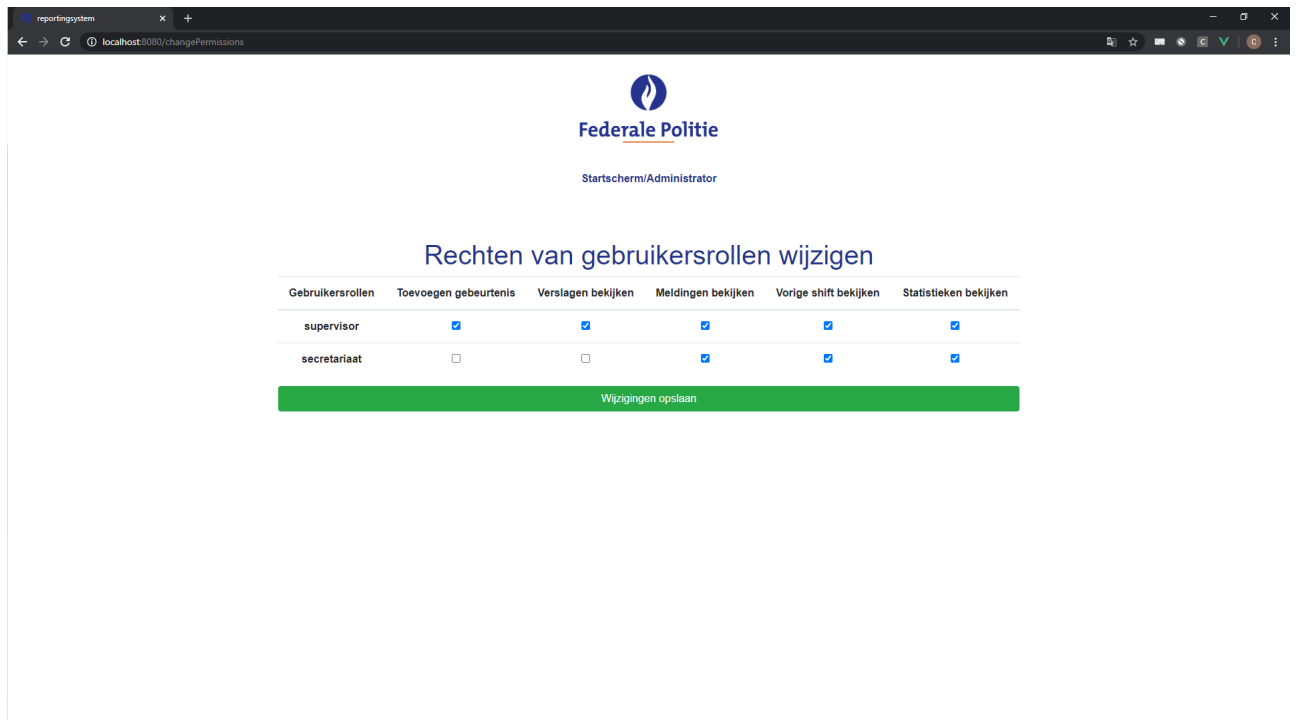 reportingsystem
localhost:8080/changePermissions
Federale Politie
Startscherm/Administrator
Rechten van gebruikersrollen wijzigen
Gebruikersrollen Toevoegen gebeurtenis Verslagen bekijken Meldingen bekijken Vorige shift bekijken Statistieken bekijken
supervisor
secretariaat
Wijzigingen opslaan